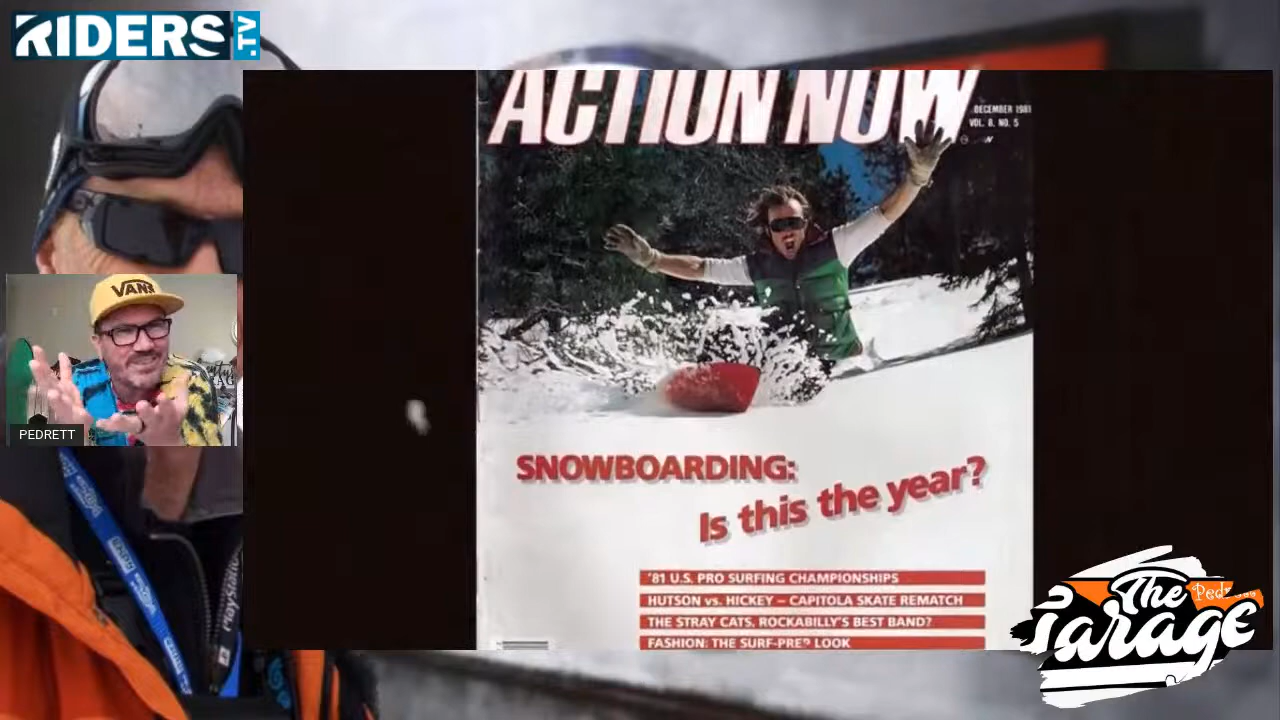 RIDERS
.TV
ACTION NOW
DECEMBER 1981
VOL. 8. NO. 5
VANS
PEDRETT
SNOWBOARDING:
Is this the year?
'81 U.S. PRO SURFING CHAMPIONSHIPS
HUTSON vs. HICKEY – CAPITOLA SKATE REMATCH
THE STRAY CATS, ROCKABILLY'S BEST BAND?
FASHION: THE SURF-PREP LOOK
PlayStation
The
Garage